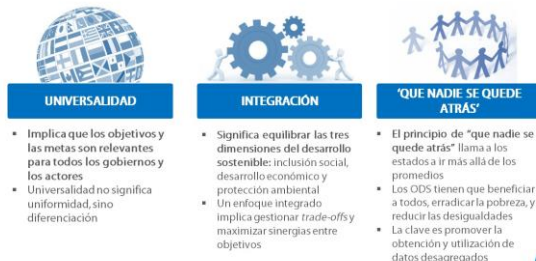 UNIVERSALIDAD
▪ Implica que los objetivos y
las metas son relevantes
para todos los gobiernos y
los actores
▪ Universalidad no significa
uniformidad, sino
diferenciación
INTEGRACIÓN
▪ Significa equilibrar las tres
dimensiones del desarrollo
sostenible: inclusión social,
desarrollo económico y
protección ambiental
▪ Un enfoque integrado
implica gestionar trade-offs y
maximizar sinergias entre
objetivos
'QUE NADIE SE QUEDE
ATRÁS'
▪ El principio de "que nadie se
quede atrás" llama a los
estados a ir más allá de los
promedios
▪ Los ODS tienen que beneficiar
a todos, erradicar la pobreza, y
reducir las desigualdades
▪ La clave es promover la
obtención y utilización de
datos desagregados